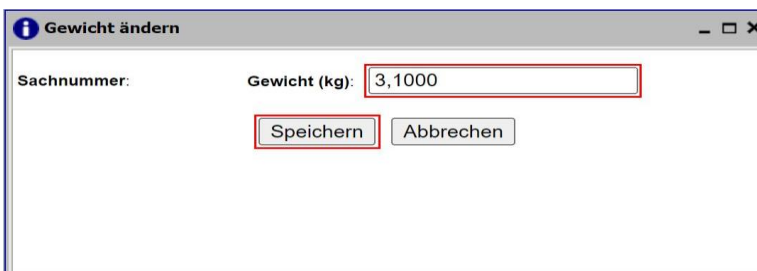 Gewicht ändern
Sachnummer: Gewicht (kg): 3,1000
Speichern Abbrechen